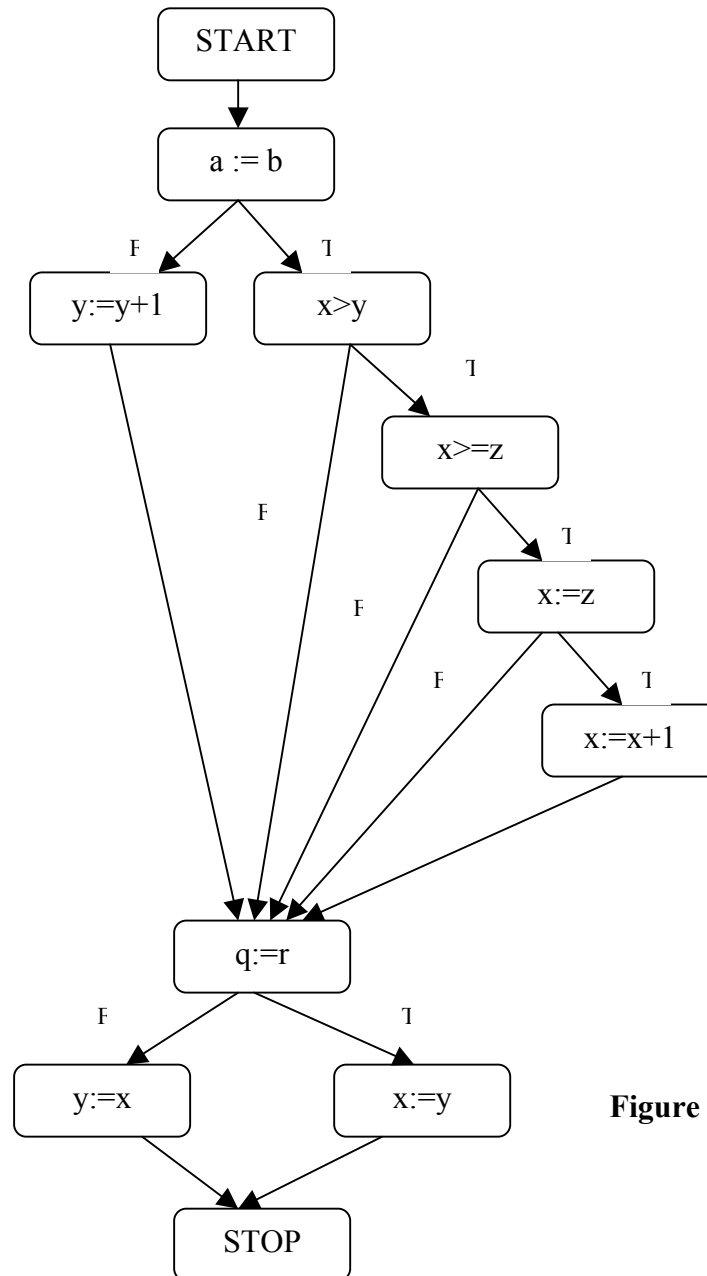 START
a := b
F T
y:=y+1 x>y
T
x>=z
F
T
x:=z
F
F T
x:=x+1
q:=r
F T
y:=x x:=y
Figure
STOP